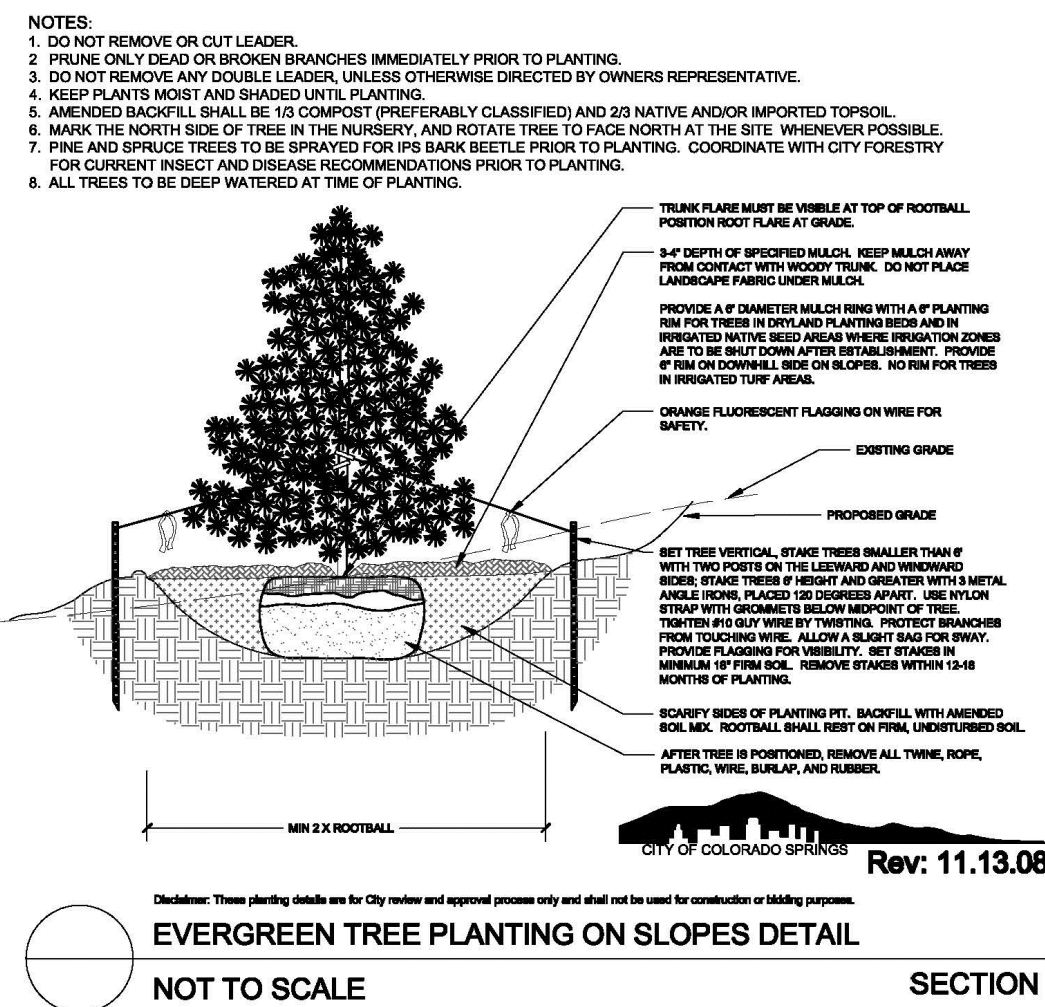 NOTES:
1. DO NOT REMOVE OR CUT LEADER.
2 PRUNE ONLY DEAD OR BROKEN BRANCHES IMMEDIATELY PRIOR TO PLANTING.
3. DO NOT REMOVE ANY DOUBLE LEADER, UNLESS OTHERWISE DIRECTED BY OWNERS REPRESENTATIVE.
4. KEEP PLANTS MOIST AND SHADED UNTIL PLANTING.
5. AMENDED BACKFILL SHALL BE 1/3 COMPOST (PREFERABLY CLASSIFIED) AND 2/3 NATIVE AND/OR IMPORTED TOPSOIL.
6. MARK THE NORTH SIDE OF TREE IN THE NURSERY, AND ROTATE TREE TO FACE NORTH AT THE SITE WHENEVER POSSIBLE.
7. PINE AND SPRUCE TREES TO BE SPRAYED FOR IPS BARK BEETLE PRIOR TO PLANTING. COORDINATE WITH CITY FORESTRY
FOR CURRENT INSECT AND DISEASE RECOMMENDATIONS PRIOR TO PLANTING.
8. ALL TREES TO BE DEEP WATERED AT TIME OF PLANTING.
TRUNK FLARE MUST BE VISIBLE AT TOP OF ROOTBALL.
POSITION ROOT FLARE AT GRADE.
3-4" DEPTH OF SPECIFIED MULCH. KEEP MULCH AWAY
FROM CONTACT WITH WOODY TRUNK. DO NOT PLACE
LANDSCAPE FABRIC UNDER MULCH.
PROVIDE A 6' DIAMETER MULCH RING WITH A 6" PLANTING
RIM FOR TREES IN DRYLAND PLANTING BEDS AND IN
IRRIGATED NATIVE SEED AREAS WHERE IRRIGATION ZONES
ARE TO BE SHUT DOWN AFTER ESTABLISHMENT. PROVIDE
6" RIM ON DOWNHILL SIDE ON SLOPES. NO RIM FOR TREES
IN IRRIGATED TURF AREAS.
ORANGE FLUORESCENT FLAGGING ON WIRE FOR
SAFETY.
EXISTING GRADE
PROPOSED GRADE
SET TREE VERTICAL, STAKE TREES SMALLER THAN 6'
WITH TWO POSTS ON THE LEEWARD AND WINDWARD
SIDES; STAKE TREES 6' HEIGHT AND GREATER WITH 3 METAL
ANGLE IRONS, PLACED 120 DEGREES APART. USE NYLON
STRAP WITH GROMMETS BELOW MIDPOINT OF TREE.
TIGHTEN #10 GUY WIRE BY TWISTING. PROTECT BRANCHES
FROM TOUCHING WIRE. ALLOW A SLIGHT SAG FOR SWAY.
PROVIDE FLAGGING FOR VISIBILITY. SET STAKES IN
MINIMUM 18" FIRM SOIL. REMOVE STAKES WITHIN 12-18
MONTHS OF PLANTING.
SCARIFY SIDES OF PLANTING PIT. BACKFILL WITH AMENDED
SOIL MIX. ROOTBALL SHALL REST ON FIRM, UNDISTURBED SOIL.
AFTER TREE IS POSITIONED, REMOVE ALL TWINE, ROPE,
PLASTIC, WIRE, BURLAP, AND RUBBER.
MIN 2 X ROOTBALL
CITY OF COLORADO SPRINGS
Rev: 11.13.08
Disclaimer: These planting details are for City review and approval process only and shall not be used for construction or bidding purposes.
EVERGREEN TREE PLANTING ON SLOPES DETAIL
NOT TO SCALE
SECTION